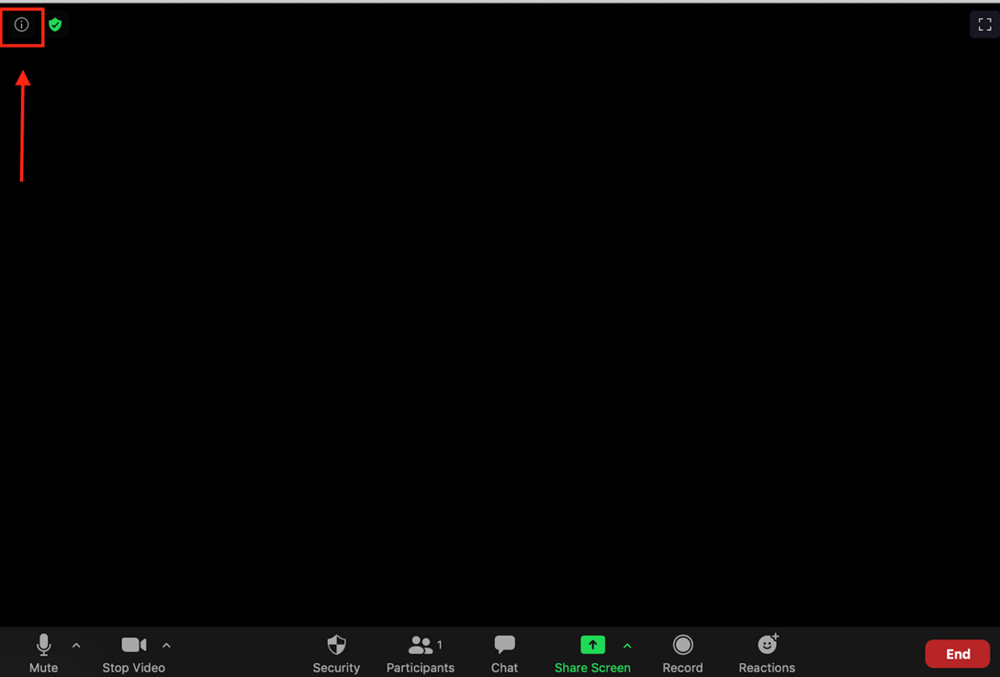 1
Mute
Stop Video
Security
Participants
Chat
Share Screen
Record
Reactions
End